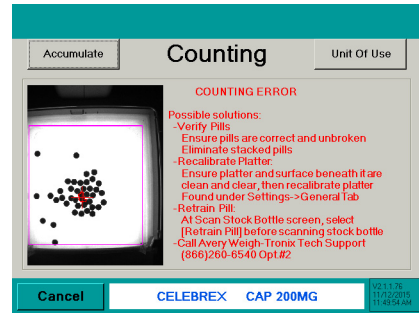 Accumulate
Counting
Unit Of Use
COUNTING ERROR
Possible solutions:
-Verify Pills
Ensure pills are correct and unbroken
Eliminate stacked pills
-Recalibrate Platter:
Ensure platter and surface beneath it are
clean and clear, then recalibrate platter
Found under Settings->General Tab
-Retrain Pill:
At Scan Stock Bottle screen, select
[Retrain Pill] before scanning stock bottle
-Call Avery Weigh-Tronix Tech Support
(866)260-6540 Opt.#2
Cancel
CELEBREX CAP 200MG
V2.1.1.76
11/12/2015
11:49:54 AM